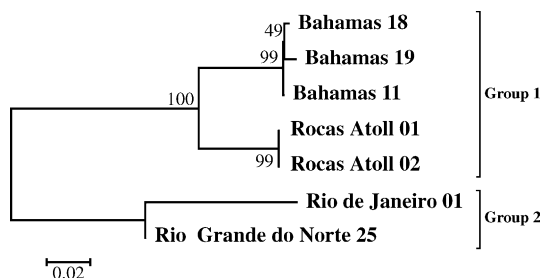 Bahamas 18
49
99
Bahamas 19
Bahamas 11
Group 1
100
Rocas Atoll 01
99
Rocas Atoll 02
Rio de Janeiro 01
Group 2
Rio Grande do Norte 25
0.02